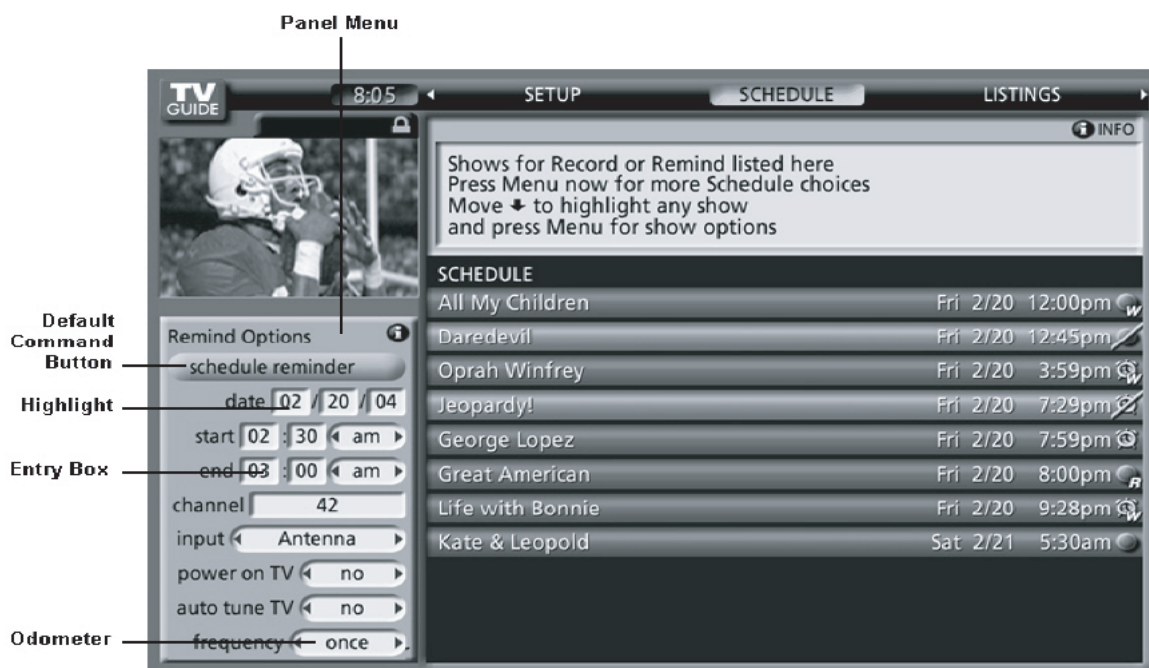 Panel Menu
TV
GUIDE
8:05
SETUP
SCHEDULE
LISTINGS
INFO
Shows for Record or Remind listed here
Press Menu now for more Schedule choices
Move to highlight any show
and press Menu for show options
SCHEDULE
All My Children Fri 2/20 12:00pm W
Daredevil Fri 2/20 12:45pm
Oprah Winfrey Fri 2/20 3:59pm W
Jeopardy! Fri 2/20 7:29pm
George Lopez Fri 2/20 7:59pm
Great American Fri 2/20 8:00pm R
Life with Bonnie Fri 2/20 9:28pm W
Kate & Leopold Sat 2/21 5:30am
Default
Command
Button
Highlight
Entry Box
Odometer
Remind Options
schedule reminder
date 02 / 20 / 04
start 02 : 30 am
end 03 : 00 am
channel 42
input Antenna
power on TV no
auto tune TV no
frequency once